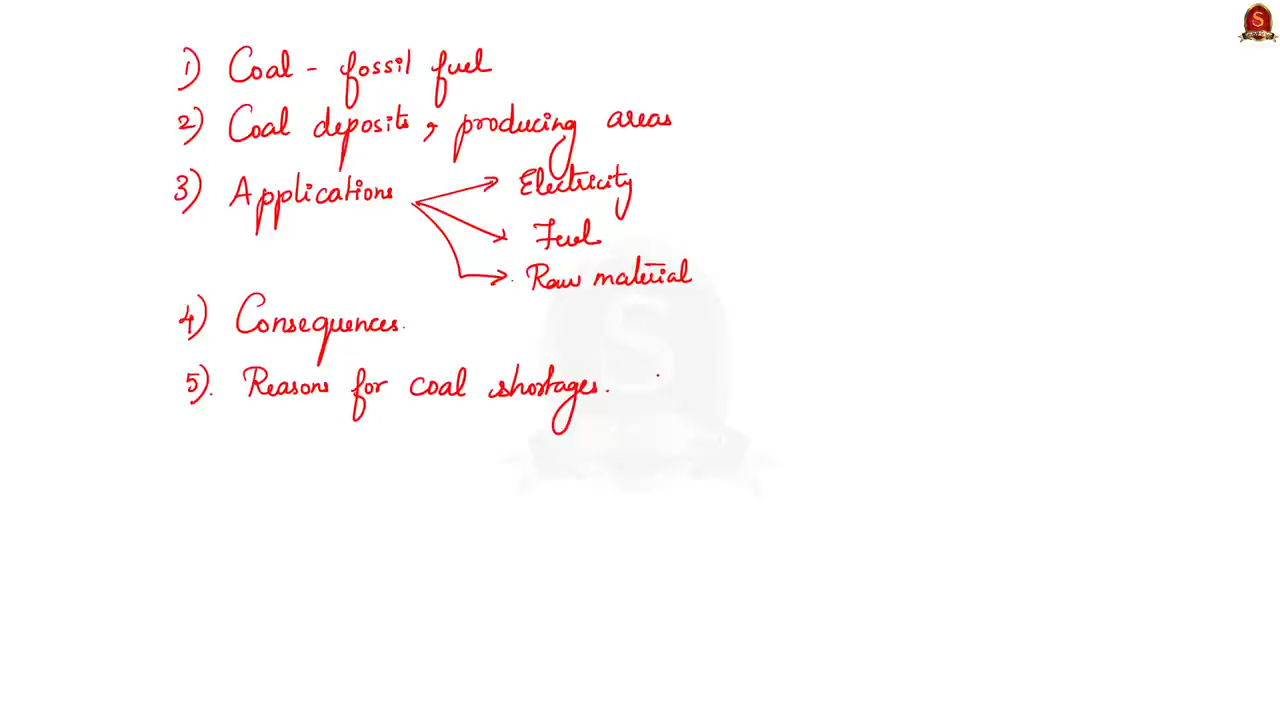 1) Coal - fossil fuel
2) Coal deposits, producing areas
3) Applications
Electricity
Fuel
Raw material
4) Consequences.
5). Reasons for coal shortages.
S
S